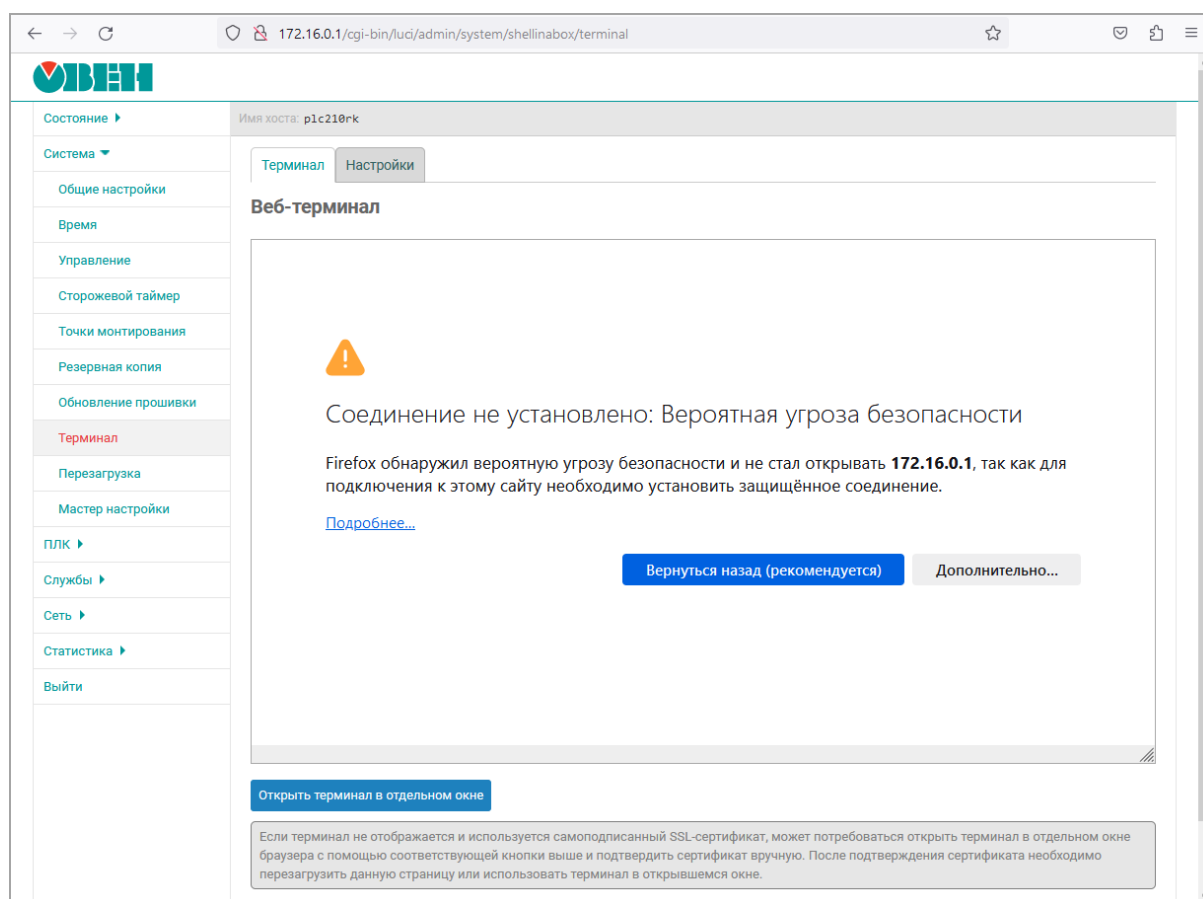 172.16.0.1/cgi-bin/luci/admin/system/shellinabox/terminal
ОВЕН
Состояние
Имя хоста: plc210rk
Система
Общие настройки
Время
Управление
Сторожевой таймер
Точки монтирования
Резервная копия
Обновление прошивки
Терминал
Перезагрузка
Мастер настройки
ПЛК
Службы
Сеть
Статистика
Выйти
Терминал
Настройки
Веб-терминал
Соединение не установлено: Вероятная угроза безопасности
Firefox обнаружил вероятную угрозу безопасности и не стал открывать 172.16.0.1, так как для
подключения к этому сайту необходимо установить защищённое соединение.
Подробнее...
Вернуться назад (рекомендуется)
Дополнительно...
Открыть терминал в отдельном окне
Если терминал не отображается и используется самоподписанный SSL-сертификат, может потребоваться открыть терминал в отдельном окне
браузера с помощью соответствующей кнопки выше и подтвердить сертификат вручную. После подтверждения сертификата необходимо
перезагрузить данную страницу или использовать терминал в открывшемся окне.